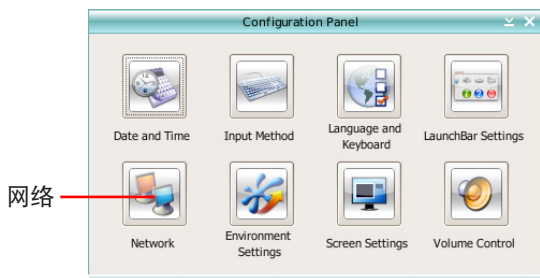 Configuration Panel
Date and Time
Input Method
Language and
Keyboard
LaunchBar Settings
网络
Network
Environment
Settings
Screen Settings
Volume Control